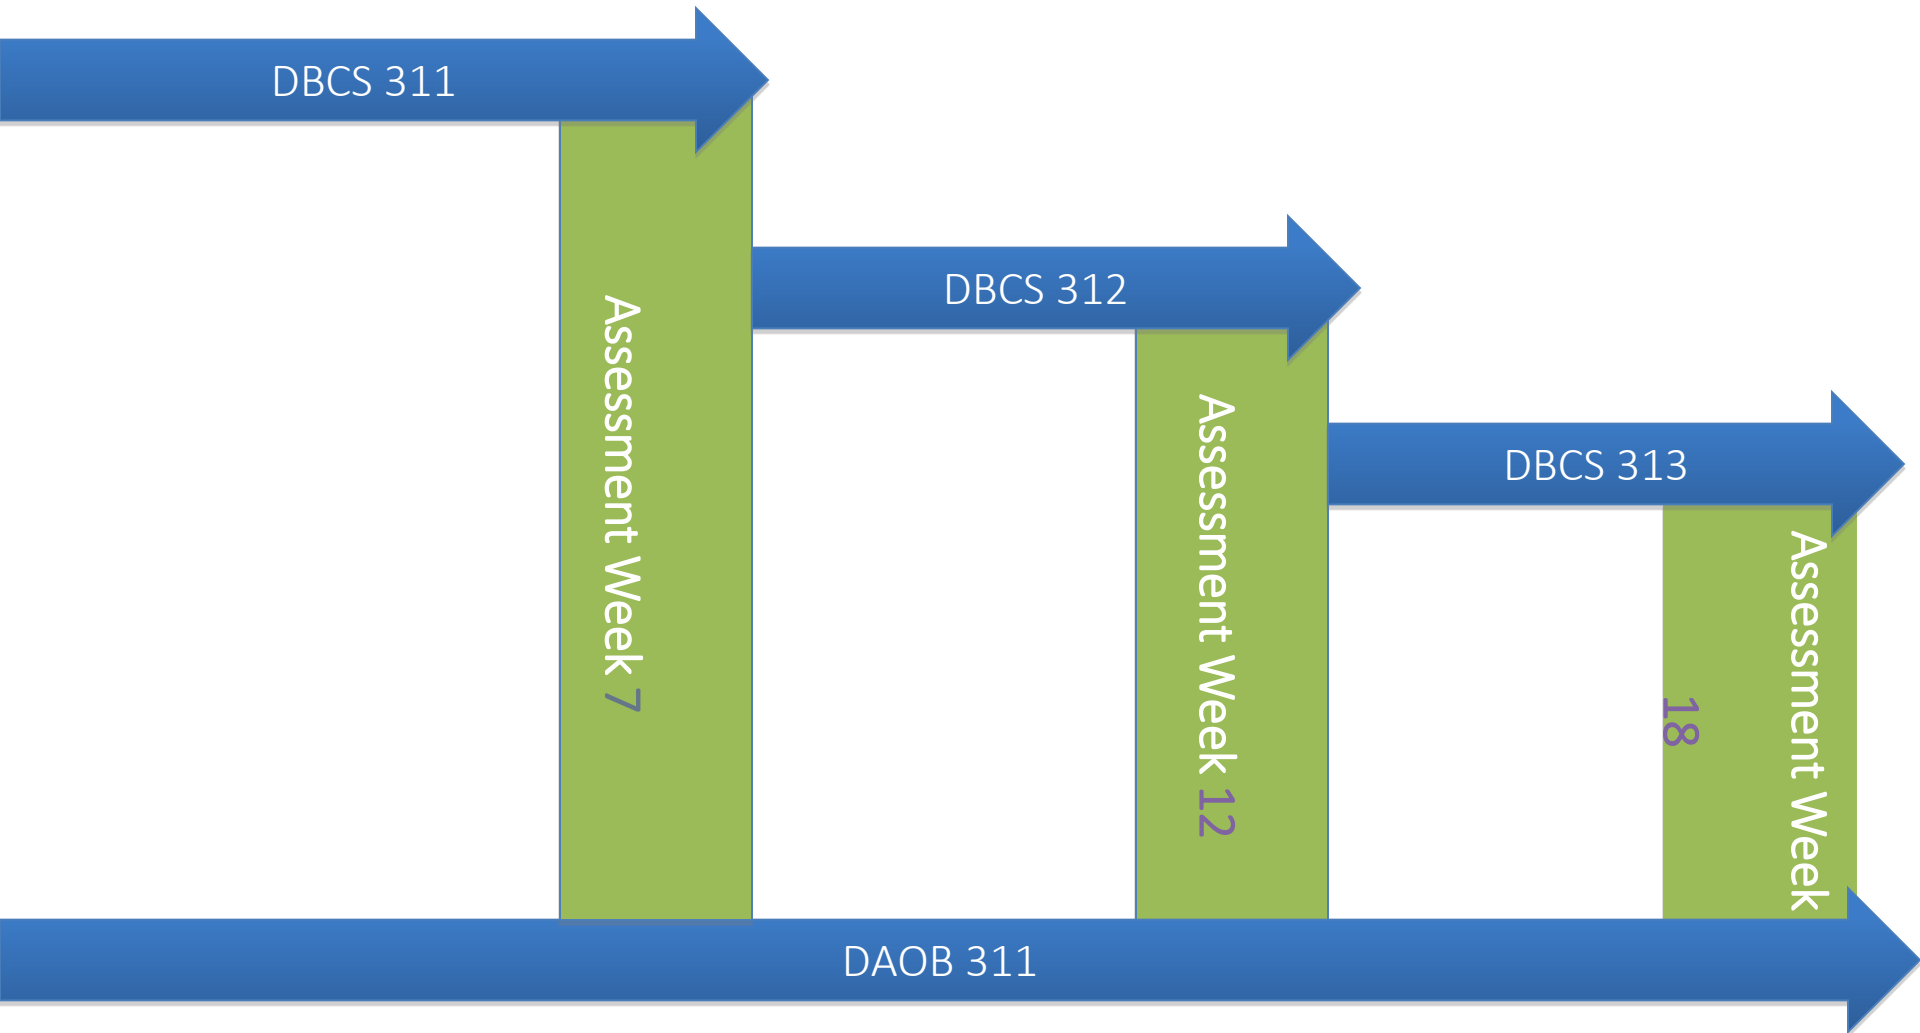 DBCS 311
DBCS 312
DBCS 313
Assessment Week 7
Assessment Week 12
Assessment Week
18
DAOB 311